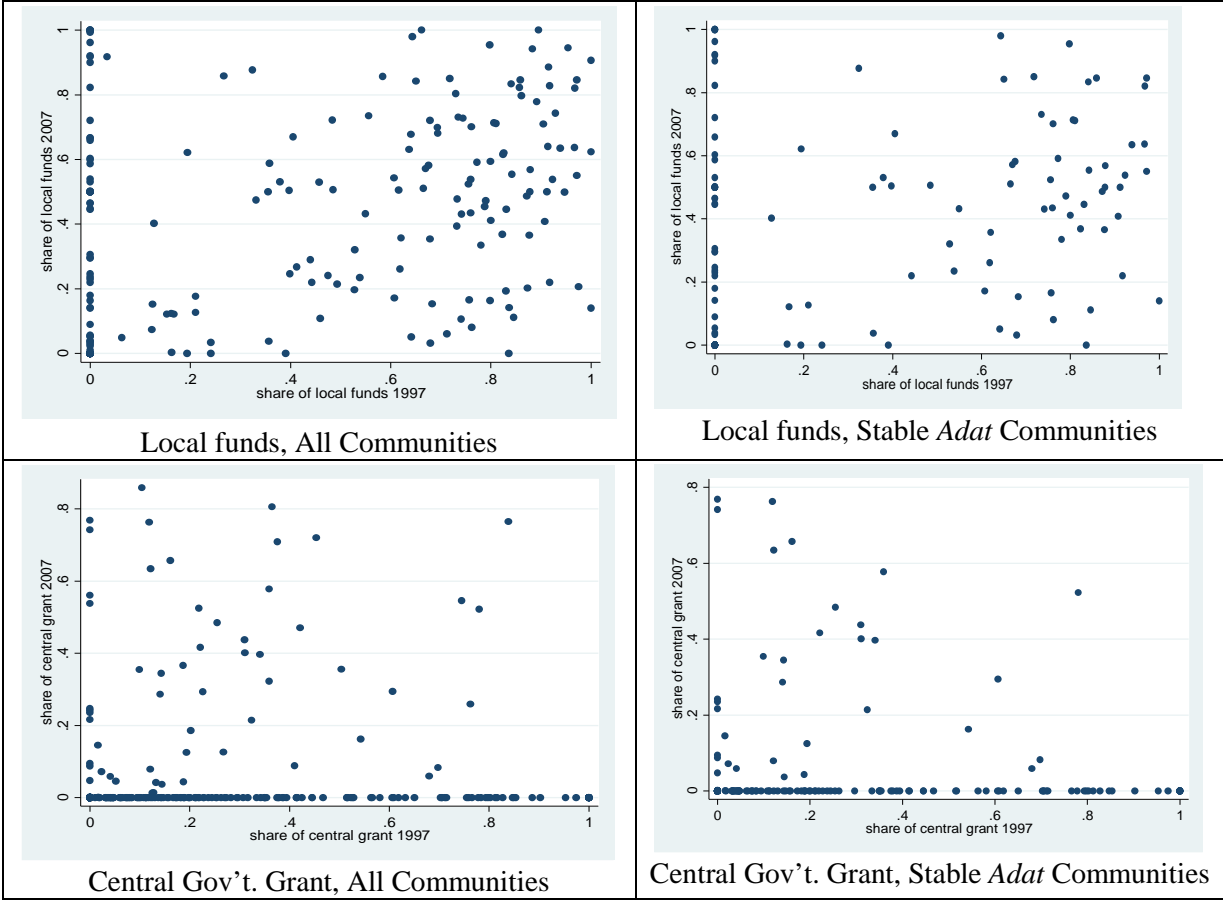 1
.8
.6
.4
.2
0
share of local funds 2007
0 .2 .4 .6 .8 1
share of local funds 1997
Local funds, All Communities
1
.8
.6
.4
.2
0
share of local funds 2007
0 .2 .4 .6 .8 1
share of local funds 1997
Local funds, Stable Adat Communities
.8
.6
.4
.2
0
share of central grant 2007
0 .2 .4 .6 .8 1
share of central grant 1997
Central Gov't. Grant, All Communities
.8
.6
.4
.2
0
share of central grant 2007
0 .2 .4 .6 .8 1
share of central grant 1997
Central Gov't. Grant, Stable Adat Communities